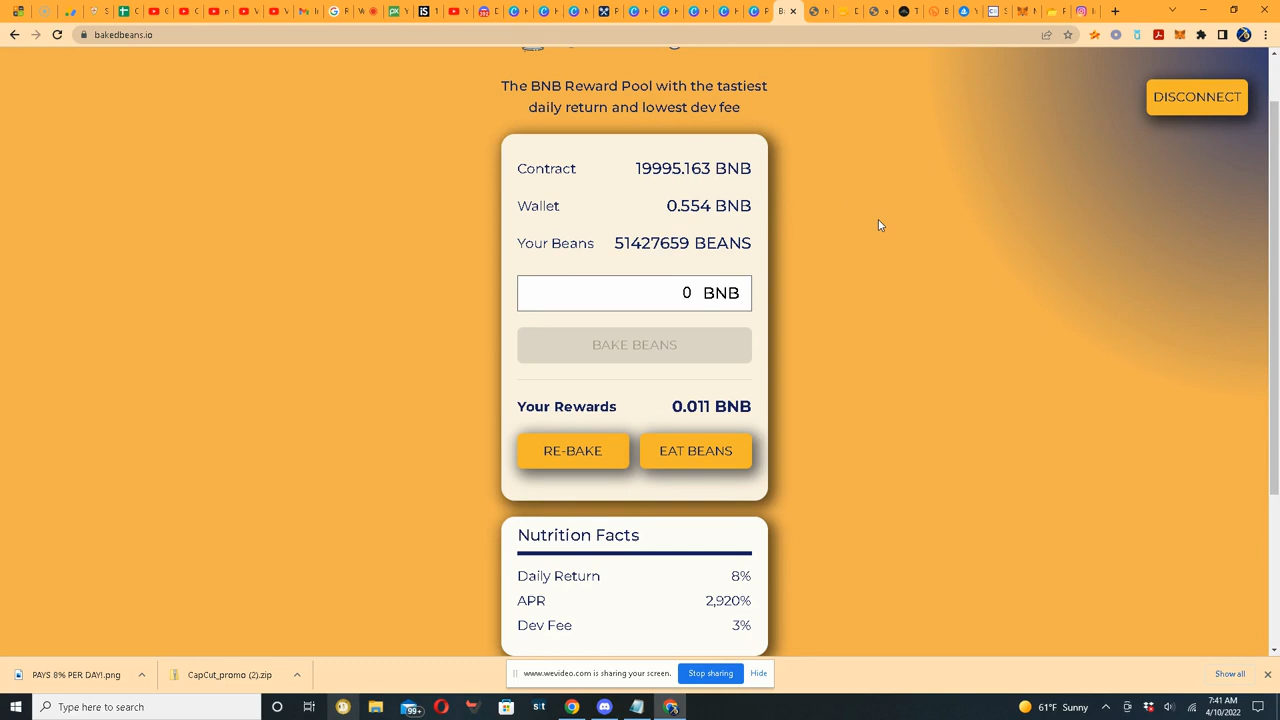 bakedbeans.io
The BNB Reward Pool with the tastiest
daily return and lowest dev fee
DISCONNECT
Contract 19995.163 BNB
Wallet 0.554 BNB
Your Beans 51427659 BEANS
0 BNB
BAKE BEANS
Your Rewards 0.011 BNB
RE-BAKE EAT BEANS
Nutrition Facts
Daily Return 8%
APR 2,920%
Dev Fee 3%
PAYS 8% PER DAY!.png
CapCut_promo (2).zip
www.wevideo.com is sharing your screen. Stop sharing Hide
Show all
Type here to search
99+
61°F Sunny
7:41 AM
4/10/2022